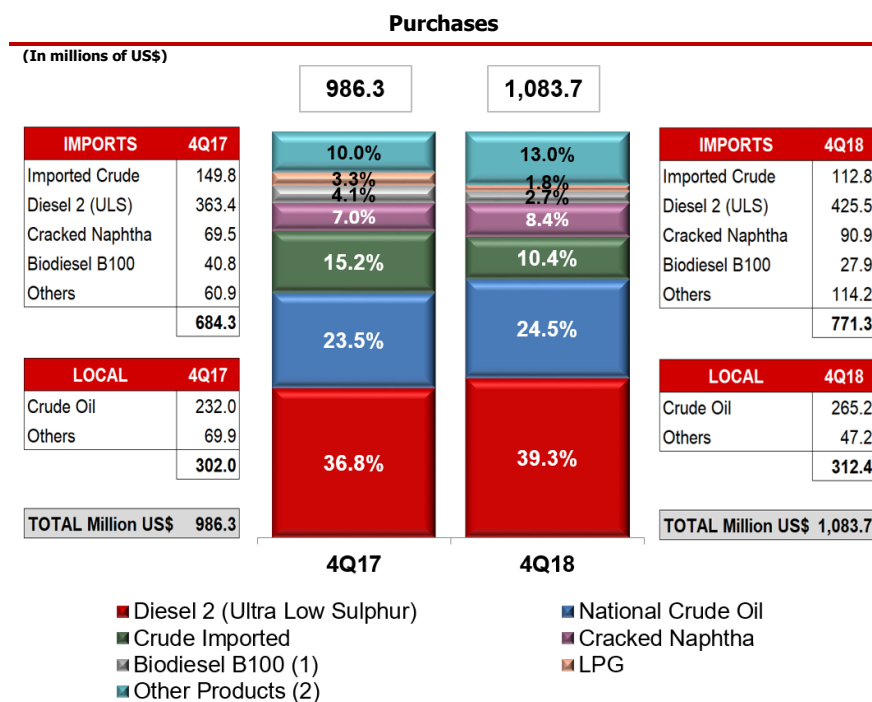 Purchases
(In millions of US$)
986.3
1,083.7
IMPORTS 4Q17
Imported Crude 149.8
Diesel 2 (ULS) 363.4
Cracked Naphtha 69.5
Biodiesel B100 40.8
Others 60.9
684.3
LOCAL 4Q17
Crude Oil 232.0
Others 69.9
302.0
TOTAL Million US$ 986.3
10.0%
3.3%
4.1%
7.0%
15.2%
23.5%
36.8%
13.0%
1.8%
2.7%
8.4%
10.4%
24.5%
39.3%
IMPORTS 4Q18
Imported Crude 112.8
Diesel 2 (ULS) 425.5
Cracked Naphtha 90.9
Biodiesel B100 27.9
Others 114.2
771.3
LOCAL 4Q18
Crude Oil 265.2
Others 47.2
312.4
TOTAL Million US$ 1,083.7
4Q17
4Q18
Diesel 2 (Ultra Low Sulphur)
National Crude Oil
Crude Imported
Cracked Naphtha
Biodiesel B100 (1)
LPG
Other Products (2)